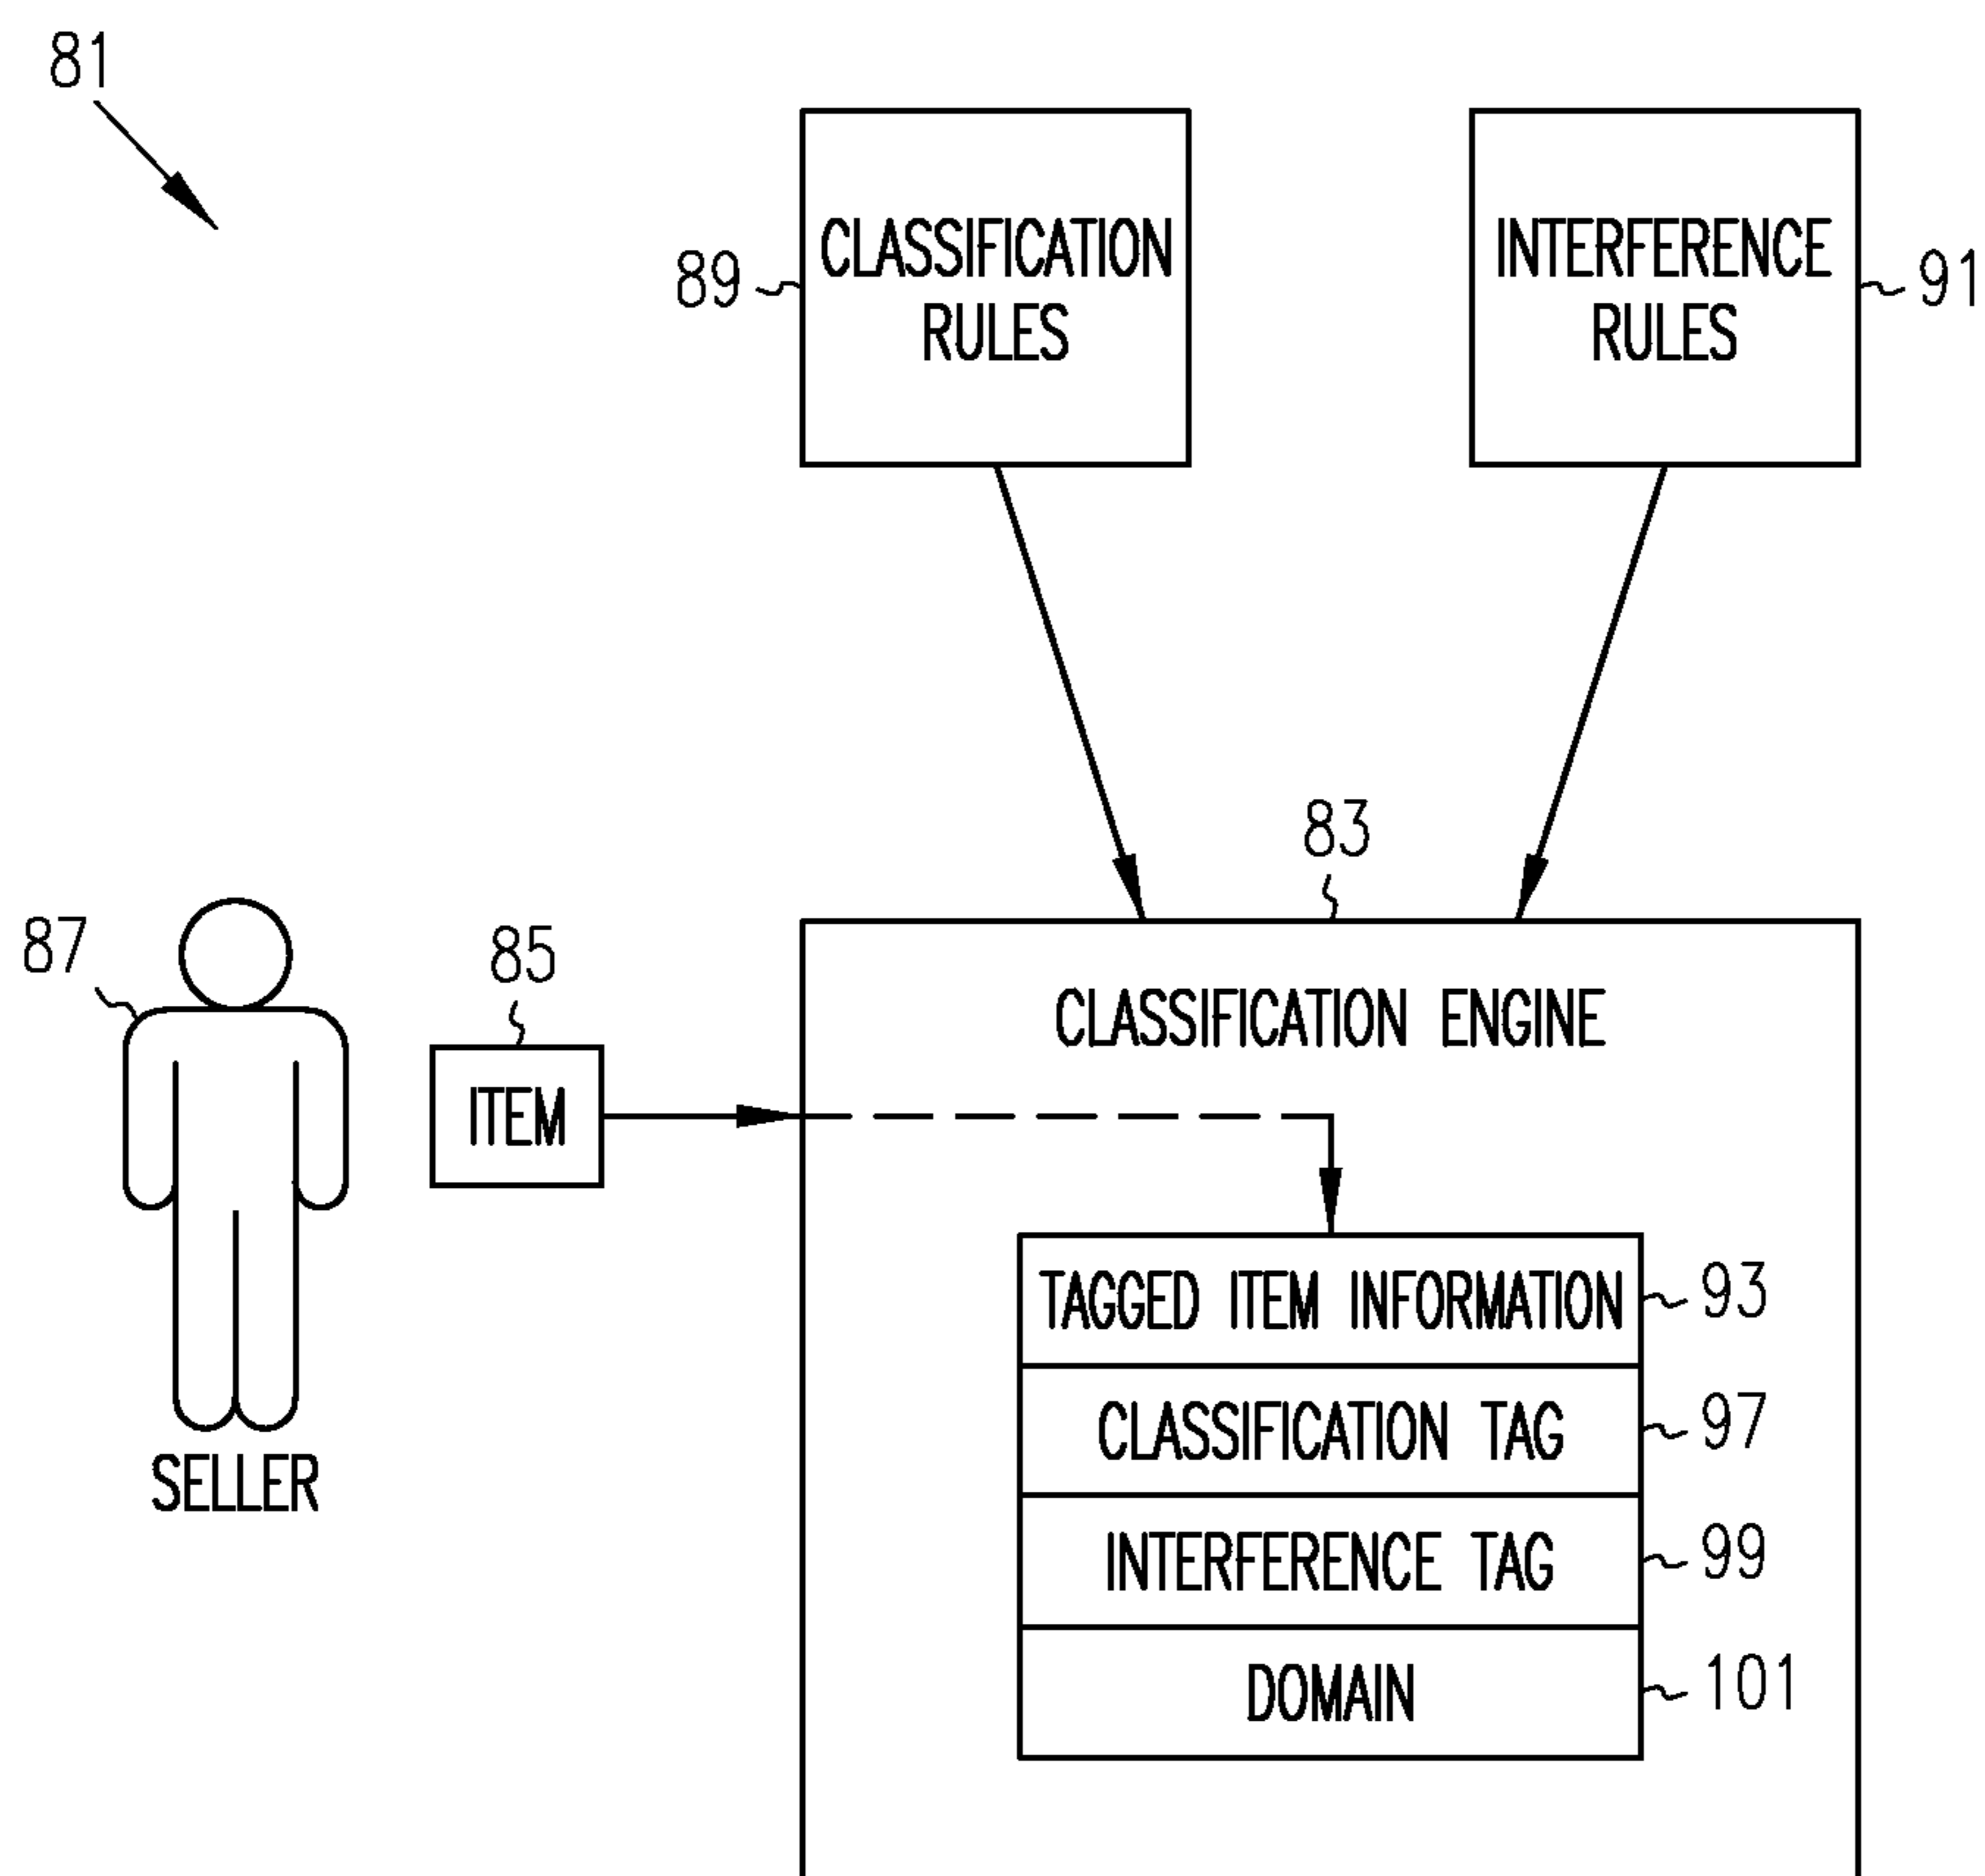 81
CLASSIFICATION
RULES
89
INTERFERENCE
RULES
91
83
87
85
ITEM
CLASSIFICATION ENGINE
TAGGED ITEM INFORMATION
93
CLASSIFICATION TAG
97
INTERFERENCE TAG
99
DOMAIN
101
SELLER